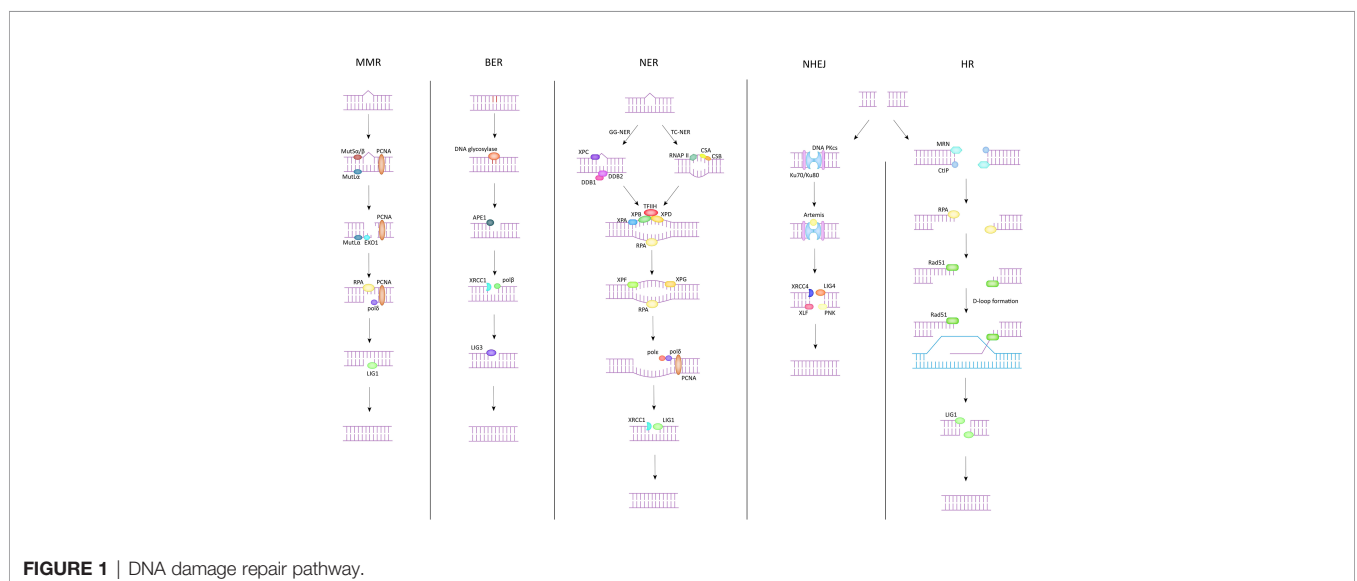 MMR
BER
NER
NHEJ
HR
MutSα/β
PCNA
MutLα
PCNA
MutLα
EXO1
RPA
PCNA
polδ
LIG1
DNA glycosylase
APE1
XRCC1
polβ
LIG3
GG-NER
TC-NER
XPC
DDB2
DDB1
CSA
RNAP II
CSB
TFIIH
XPB
XPD
XPA
RPA
XPF
XPG
RPA
polε
polδ
PCNA
XRCC1
LIG1
DNA PKcs
Ku70/Ku80
Artemis
XRCC4
LIG4
XLF
PNK
MRN
CtIP
RPA
Rad51
D-loop formation
Rad51
LIG1
FIGURE 1 | DNA damage repair pathway.